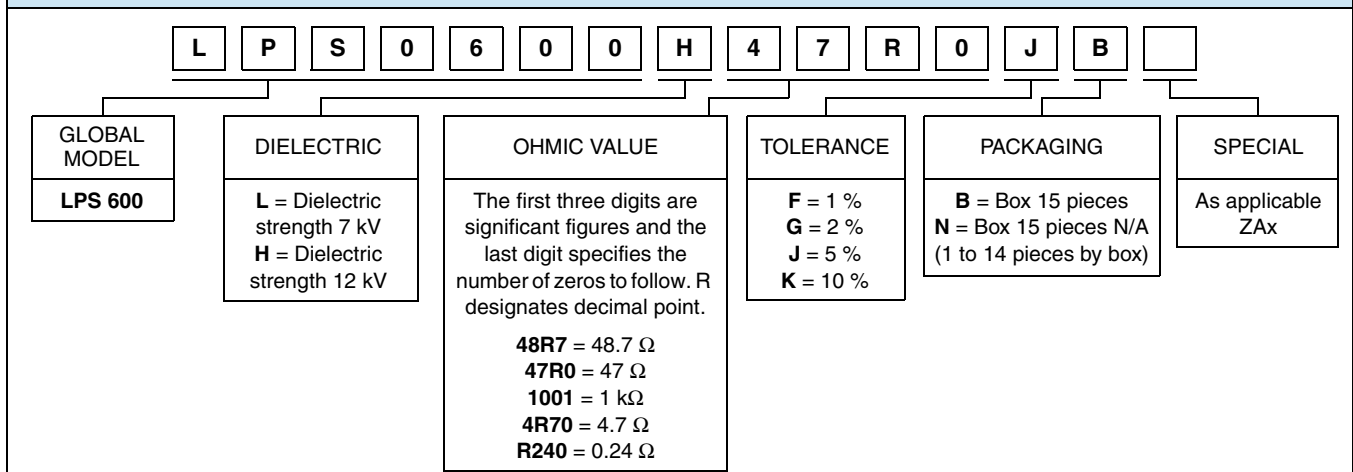 L P S 0 6 0 0 H 4 7 R 0 J B
GLOBAL
MODEL
LPS 600
DIELECTRIC
L = Dielectric
strength 7 kV
H = Dielectric
strength 12 kV
OHMIC VALUE
The first three digits are
significant figures and the
last digit specifies the
number of zeros to follow. R
designates decimal point.
48R7 = 48.7 Ω
47R0 = 47 Ω
1001 = 1 kΩ
4R70 = 4.7 Ω
R240 = 0.24 Ω
TOLERANCE
F = 1 %
G = 2 %
J = 5 %
K = 10 %
PACKAGING
B = Box 15 pieces
N = Box 15 pieces N/A
(1 to 14 pieces by box)
SPECIAL
As applicable
ZAx